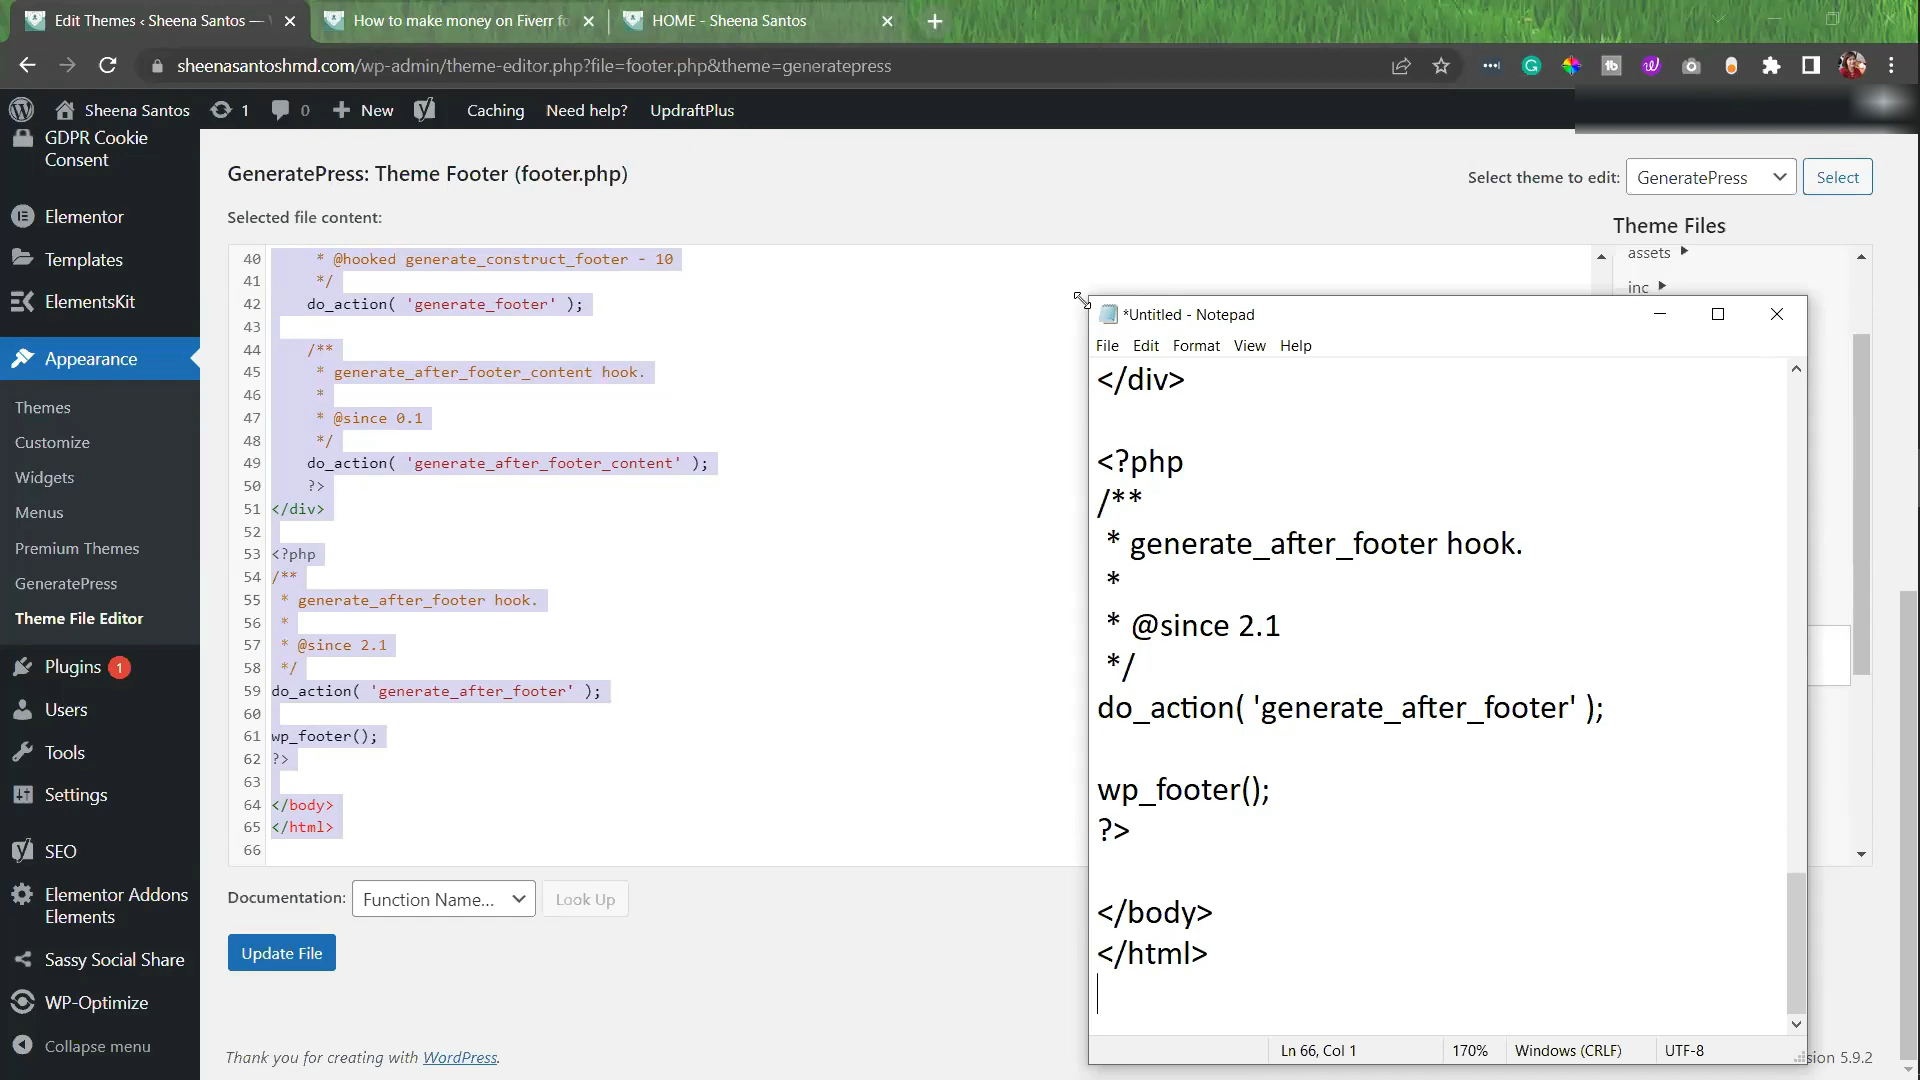 Edit Themes ‹ Sheena Santos —
How to make money on Fiverr fo
HOME - Sheena Santos
sheenasantoshmd.com/wp-admin/theme-editor.php?file=footer.php&theme=generatepress
Sheena Santos
1
0
New
Caching
Need help?
UpdraftPlus
GDPR Cookie
Consent
Elementor
Templates
ElementsKit
Appearance
Themes
Customize
Widgets
Menus
Premium Themes
GeneratePress
Theme File Editor
Plugins 1
Users
Tools
Settings
SEO
Elementor Addons
Elements
Sassy Social Share
WP-Optimize
Collapse menu
GeneratePress: Theme Footer (footer.php)
Select theme to edit: GeneratePress Select
Selected file content:
Theme Files
assets
inc
40 * @hooked generate_construct_footer - 10
41 */
42 do_action( 'generate_footer' );
43
44 /**
45 * generate_after_footer_content hook.
46 *
47 * @since 0.1
48 */
49 do_action( 'generate_after_footer_content' );
50 ?>
51 </div>
52
53 <?php
54 /**
55 * generate_after_footer hook.
56 *
57 * @since 2.1
58 */
59 do_action( 'generate_after_footer' );
60
61 wp_footer();
62 ?>
63
64 </body>
65 </html>
66
Documentation: Function Name... Look Up
Update File
Thank you for creating with WordPress.
*Untitled - Notepad
File Edit Format View Help
</div>
<?php
/**
* generate_after_footer hook.
*
* @since 2.1
*/
do_action( 'generate_after_footer' );
wp_footer();
?>
</body>
</html>
Ln 66, Col 1
170%
Windows (CRLF)
UTF-8
sion 5.9.2